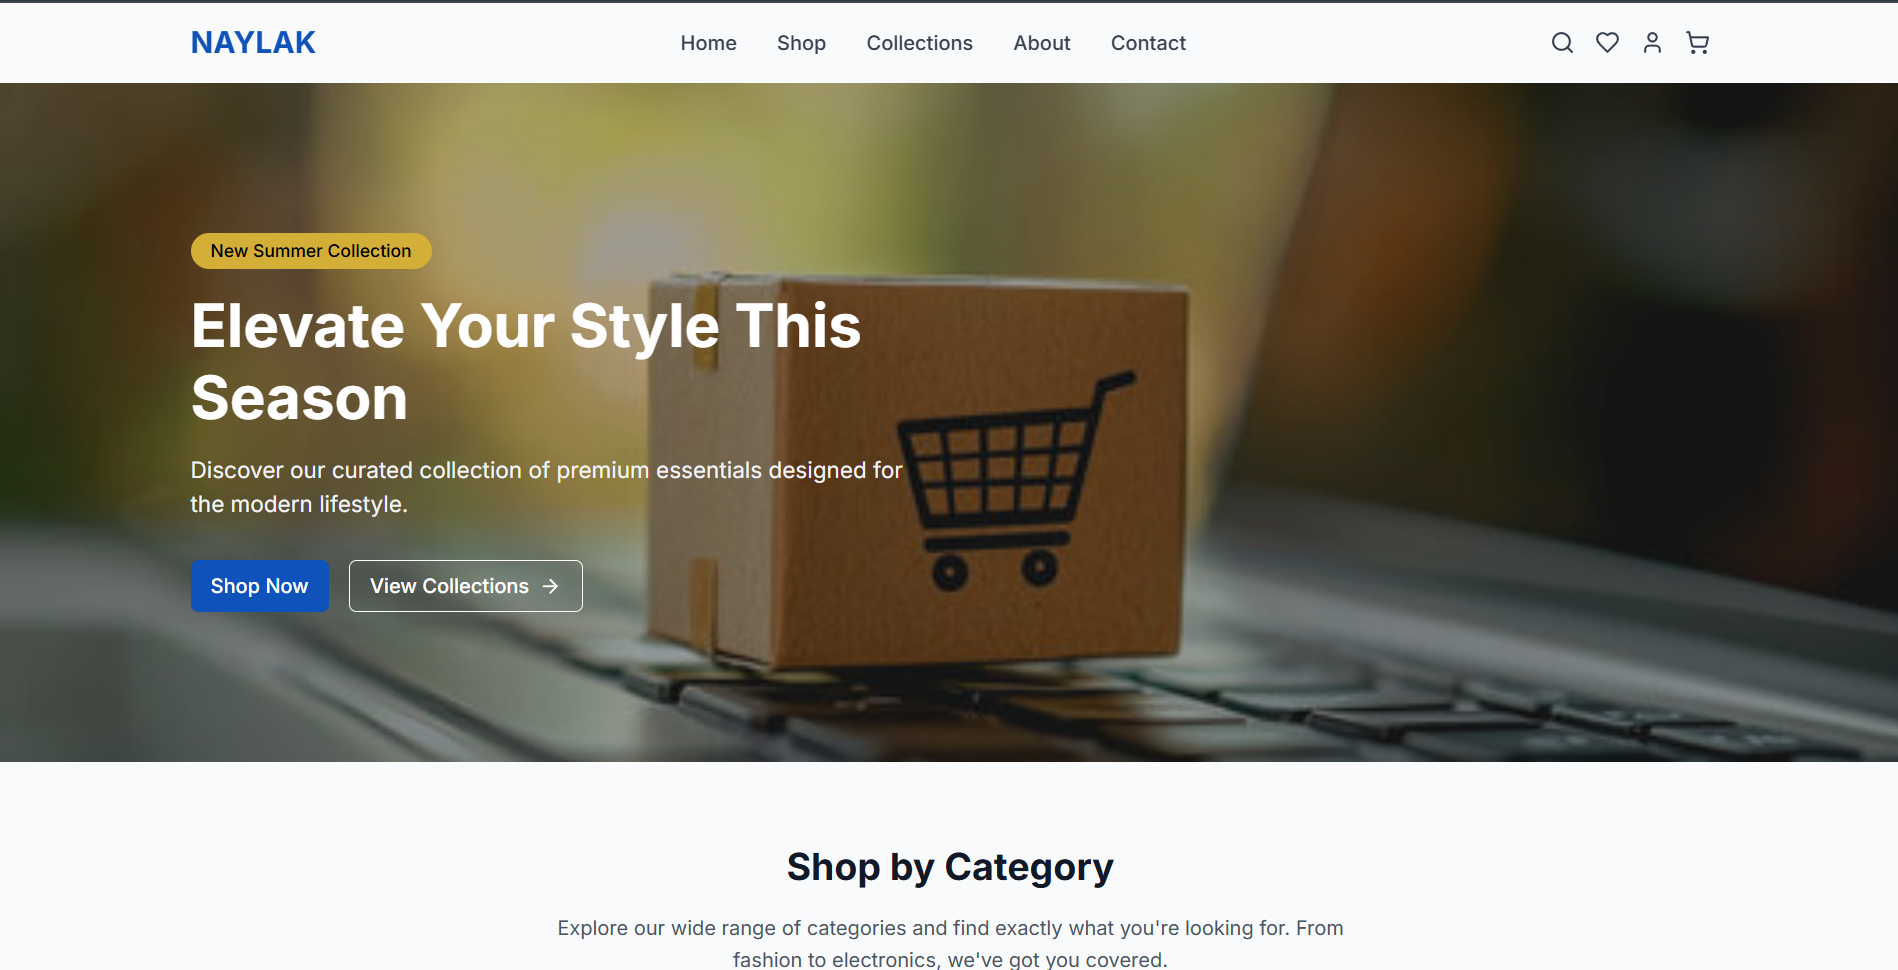 NAYLAK
Home Shop Collections About Contact
New Summer Collection
Elevate Your Style This
Season
Discover our curated collection of premium essentials designed for
the modern lifestyle.
Shop Now
View Collections
Shop by Category
Explore our wide range of categories and find exactly what you're looking for. From
fashion to electronics, we've got you covered.